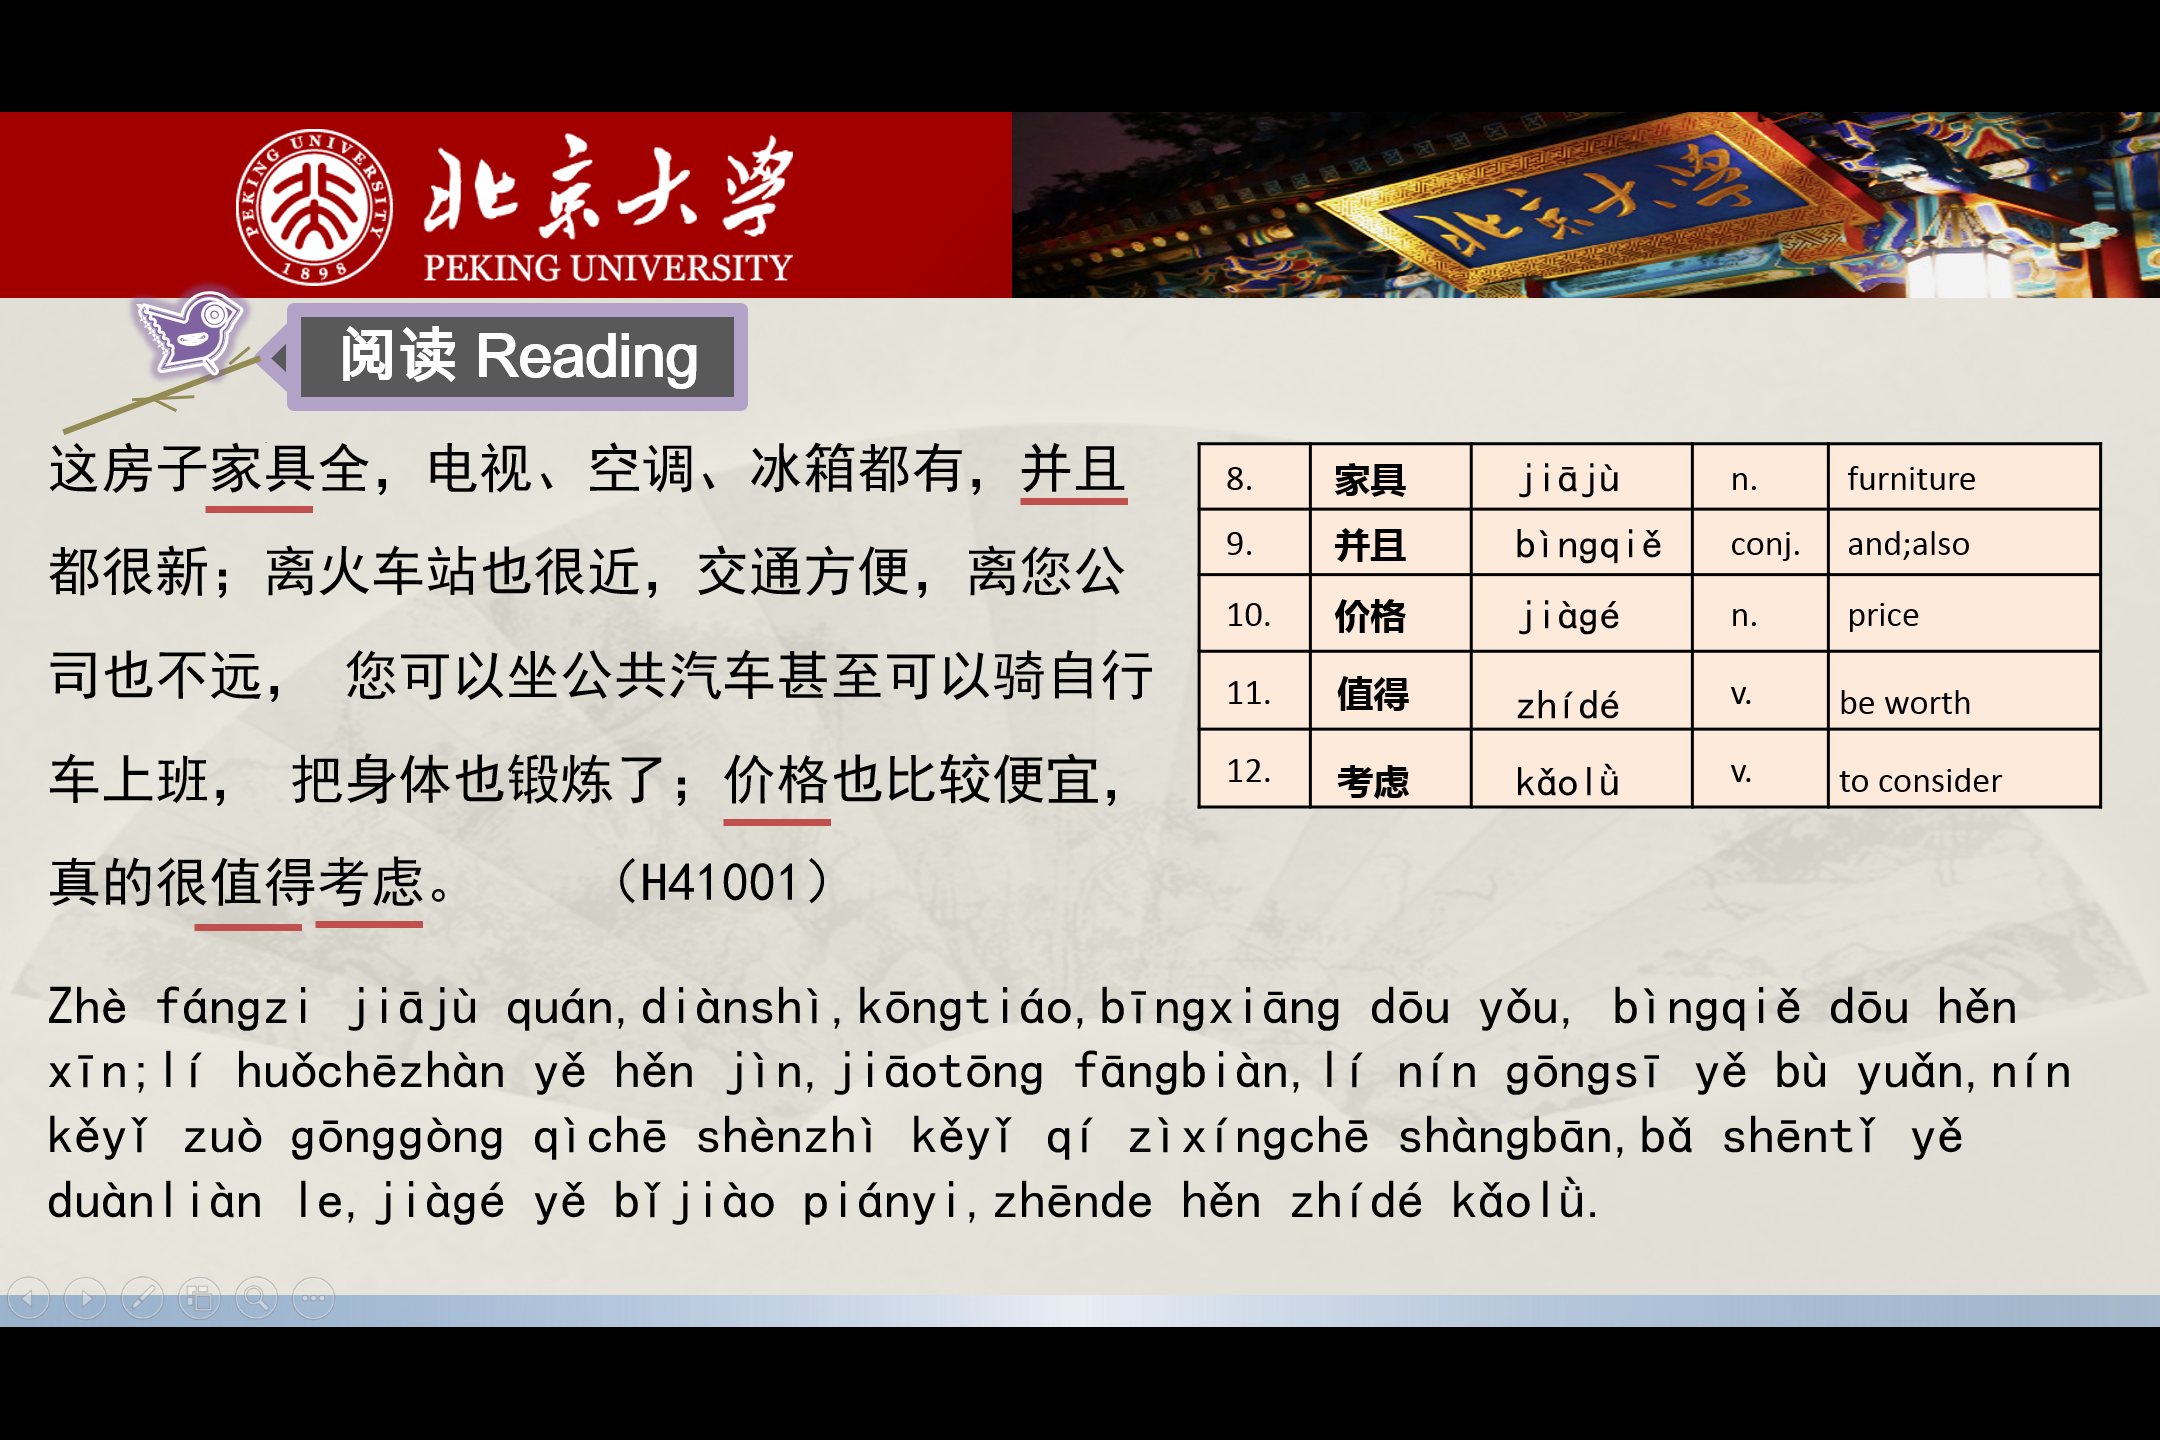 PEKING UNIVERSITY
1898
北京大学
PEKING UNIVERSITY
北京大学
阅读 Reading
这房子家具全，电视、空调、冰箱都有，并且
都很新；离火车站也很近，交通方便，离您公
司也不远， 您可以坐公共汽车甚至可以骑自行
车上班， 把身体也锻炼了；价格也比较便宜，
真的很值得考虑。 （H41001）
8. 家具 jiājù n. furniture
9. 并且 bìngqiě conj. and;also
10. 价格 jiàgé n. price
11. 值得 zhídé v. be worth
12. 考虑 kǎolǜ v. to consider
Zhè fángzi jiājù quán,diànshì,kōngtiáo,bīngxiāng dōu yǒu, bìngqiě dōu hěn
xīn;lí huǒchēzhàn yě hěn jìn,jiāotōng fāngbiàn,lí nín gōngsī yě bù yuǎn,nín
kěyǐ zuò gōnggòng qìchē shènzhì kěyǐ qí zìxíngchē shàngbān,bǎ shēntǐ yě
duànliàn le,jiàgé yě bǐjiào piányi,zhēnde hěn zhídé kǎolǜ.